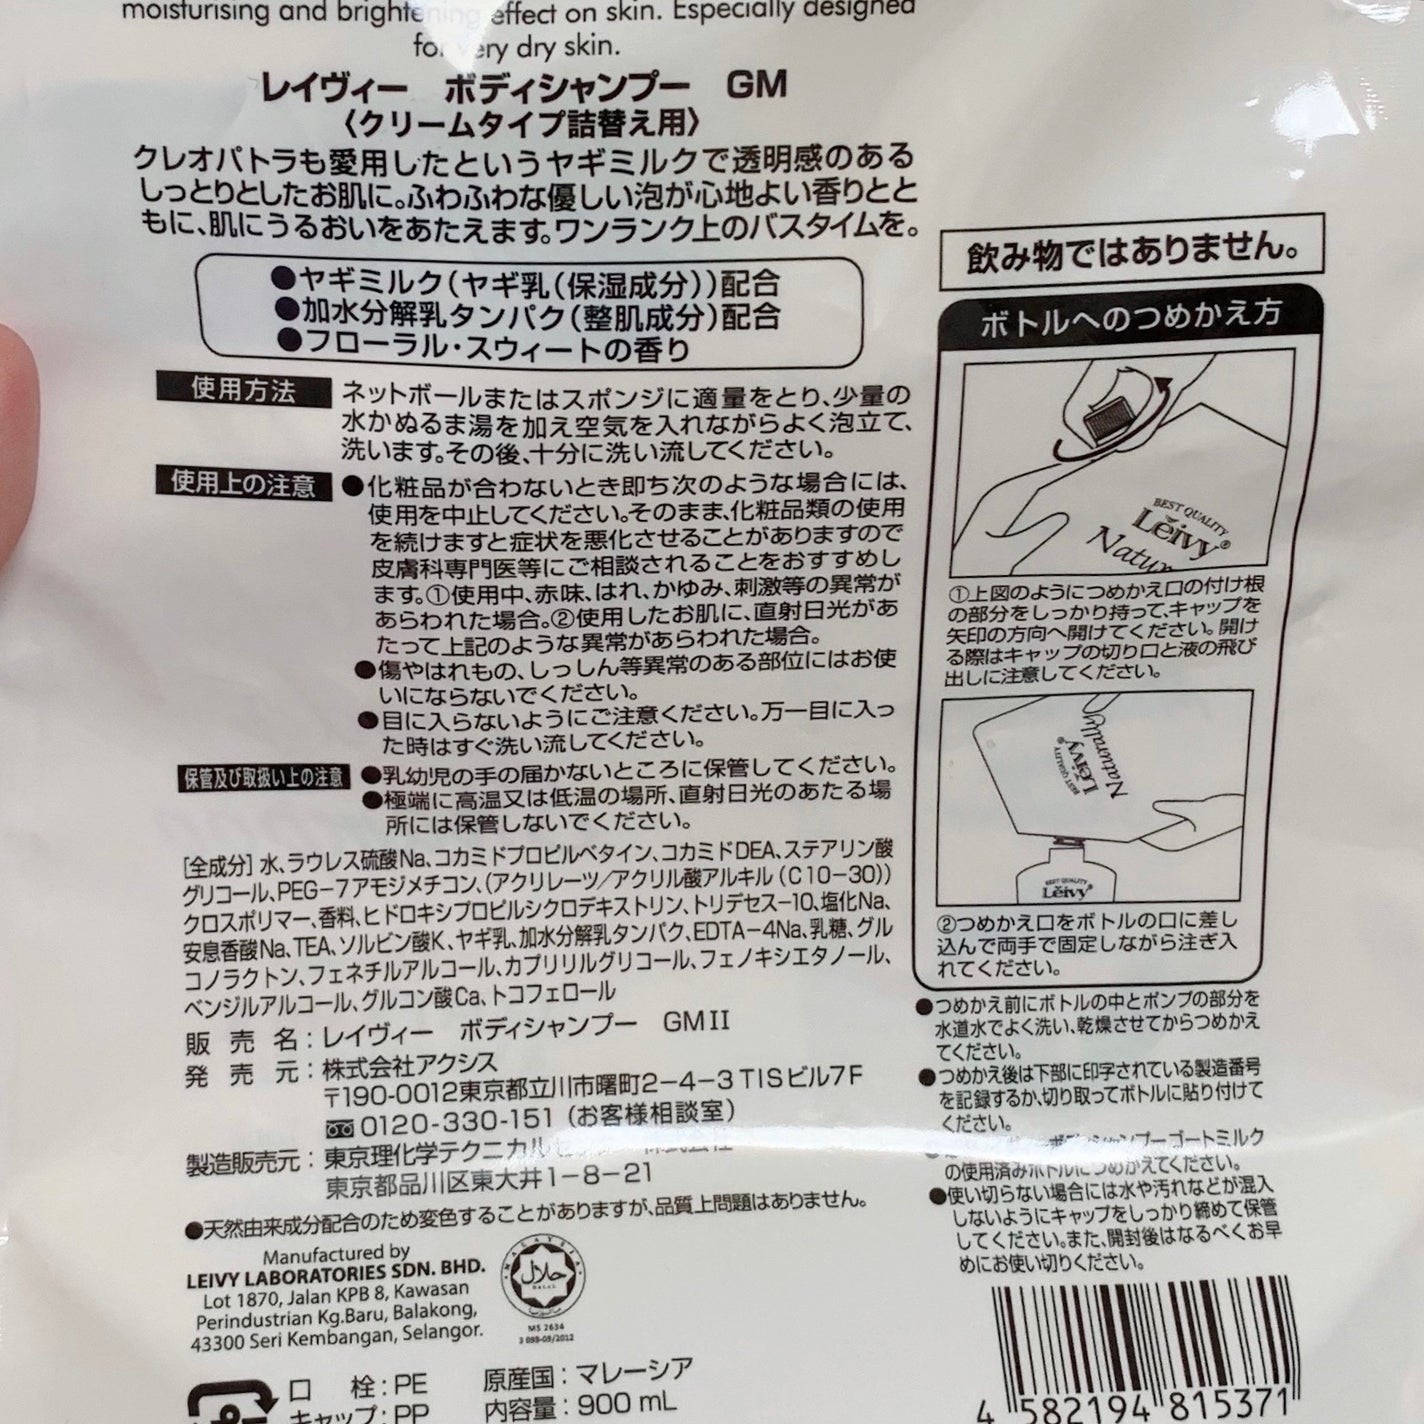 moisturising and brightening effect on skin. Especially designed
for very dry skin.
レイヴィー ボディシャンプー GM
〈クリームタイプ詰替え用〉
クレオパトラも愛用したというヤギミルクで透明感のある
しっとりとしたお肌に。ふわふわな優しい泡が心地よい香りとと
もに、肌にうるおいをあたえます。ワンランク上のバスタイムを。
●ヤギミルク(ヤギ乳(保湿成分))配合
●加水分解乳タンパク(整肌成分)配合
●フローラル・スウィートの香り
使用方法 ネットボールまたはスポンジに適量をとり、少量の
水かぬるま湯を加え空気を入れながらよく泡立て、
洗います。その後、十分に洗い流してください。
使用上の注意 ●化粧品が合わないとき即ち次のような場合には、
使用を中止してください。そのまま、化粧品類の使用
を続けますと症状を悪化させることがありますので
皮膚科専門医等にご相談されることをおすすめし
ます。①使用中、赤味、はれ、かゆみ、刺激等の異常が
あらわれた場合。②使用したお肌に、直射日光があ
たって上記のような異常があらわれた場合。
●傷やはれもの、しっしん等異常のある部位にはお使
いにならないでください。
●目に入らないようにご注意ください。万一目に入っ
た時はすぐ洗い流してください。
保管及び取扱い上の注意 ●乳幼児の手の届かないところに保管してください。
●極端に高温又は低温の場所、直射日光のあたる場
所には保管しないでください。
[全成分] 水、ラウレス硫酸Na、コカミドプロピルベタイン、コカミドDEA、ステアリン酸
グリコール、PEG-7アモジメチコン、(アクリレーツ/アクリル酸アルキル(C10-30))
クロスポリマー、香料、ヒドロキシプロピルシクロデキストリン、トリデセス-10、塩化Na、
安息香酸Na、TEA、ソルビン酸K、ヤギ乳、加水分解乳タンパク、EDTA-4Na、乳糖、グル
コノラクトン、フェネチルアルコール、カプリリルグリコール、フェノキシエタノール、
ベンジルアルコール、グルコン酸Ca、トコフェロール
販売名:レイヴィー ボディシャンプー GMII
発売元:株式会社アクシス
〒190-0012東京都立川市曙町2-4-3 TISビル7F
0120-330-151 (お客様相談室)
製造販売元:東京理化学テクニカル
東京都品川区東大井1-8-21
●天然由来成分配合のため変色することがありますが、品質上問題はありません。
Manufactured by
LEIVY LABORATORIES SDN. BHD.
Lot 1870, Jalan KPB 8, Kawasan
Perindustrian Kg.Baru, Balakong,
43300 Seri Kembangan, Selangor.
MALAYSIA
حلال
HALAL
MS 2634
3 088-09/2012
口 栓:PE
キャップ:PP
原産国:マレーシア
内容量:900 mL
飲み物ではありません。
ボトルへのつめかえ方
BEST QUALITY
Leivy®
Natur
①上図のようにつめかえ口の付け根
の部分をしっかり持って、キャップを
矢印の方向へ開けてください。開け
る際はキャップの切り口と液の飛び
出しに注意してください。
BEST QUALITY
Leivy®
Naturally
BEST QUALITY
Leivy®
②つめかえ口をボトルの口に差し
込んで両手で固定しながら注ぎ入
れてください。
●つめかえ前にボトルの中とポンプの部分を
水道水でよく洗い、乾燥させてからつめかえ
てください。
●つめかえ後は下部に印字されている製造番号
を記録するか、切り取ってボトルに貼り付けて
ください。
ボディシャンプーゴートミルク
の使用済みボトルにつめかえてください。
●使い切らない場合には水や汚れなどが混入
しないようにキャップをしっかり締めて保管
してください。また、開封後はなるべくお早
めにお使い切りください。
4 582194 815371